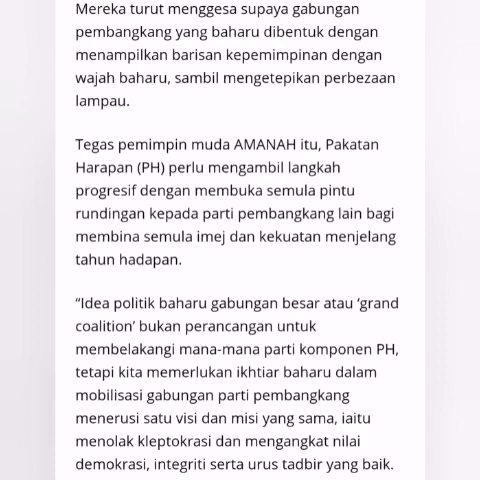 Mereka turut menggesa supaya gabungan
pembangkang yang baharu dibentuk dengan
menampilkan barisan kepemimpinan dengan
wajah baharu, sambil mengetepikan perbezaan
lampau.
Tegas pemimpin muda AMANAH itu, Pakatan
Harapan (PH) perlu mengambil langkah
progresif dengan membuka semula pintu
rundingan kepada parti pembangkang lain bagi
membina semula imej dan kekuatan menjelang
tahun hadapan.
“Idea politik baharu gabungan besar atau ‘grand
coalition’ bukan perancangan untuk
membelakangi mana-mana parti komponen PH,
tetapi kita memerlukan ikhtiar baharu dalam
mobilisasi gabungan parti pembangkang
menerusi satu visi dan misi yang sama, iaitu
menolak kleptokrasi dan mengangkat nilai
demokrasi, integriti serta urus tadbir yang baik.